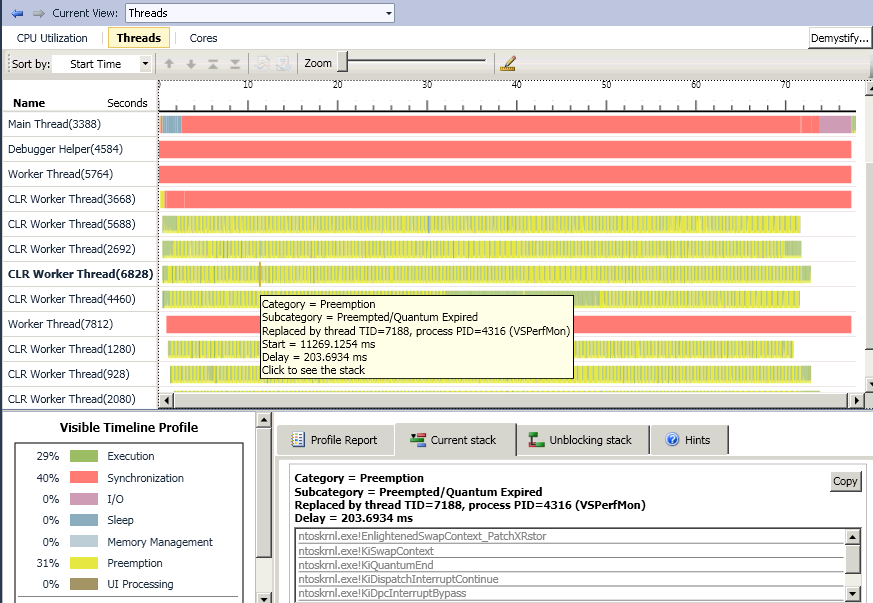 Current View: Threads
CPU Utilization Threads Cores Demystify...
Sort by: Start Time Zoom
10 20 30 40 50 60 70
Name Seconds
Main Thread(3388)
Debugger Helper(4584)
Worker Thread(5764)
CLR Worker Thread(3668)
CLR Worker Thread(5688)
CLR Worker Thread(2692)
CLR Worker Thread(6828)
CLR Worker Thread(4460)
Category = Preemption
Subcategory = Preempted/Quantum Expired
Worker Thread(7812)
Replaced by thread TID=7188, process PID=4316 (VSPerfMon)
Start = 11269.1254 ms
CLR Worker Thread(1280)
Delay = 203.6934 ms
Click to see the stack
CLR Worker Thread(928)
CLR Worker Thread(2080)
Visible Timeline Profile
29% Execution
40% Synchronization
0% I/O
0% Sleep
0% Memory Management
31% Preemption
0% UI Processing
Profile Report Current stack Unblocking stack Hints
Category = Preemption
Subcategory = Preempted/Quantum Expired
Replaced by thread TID=7188, process PID=4316 (VSPerfMon)
Delay = 203.6934 ms
Copy
ntoskrnl.exe!EnlightenedSwapContext_PatchXRstor
ntoskrnl.exe!KiSwapContext
ntoskrnl.exe!KiQuantumEnd
ntoskrnl.exe!KiDispatchInterruptContinue
ntoskrnl.exe!KiDpcInterruptBypass